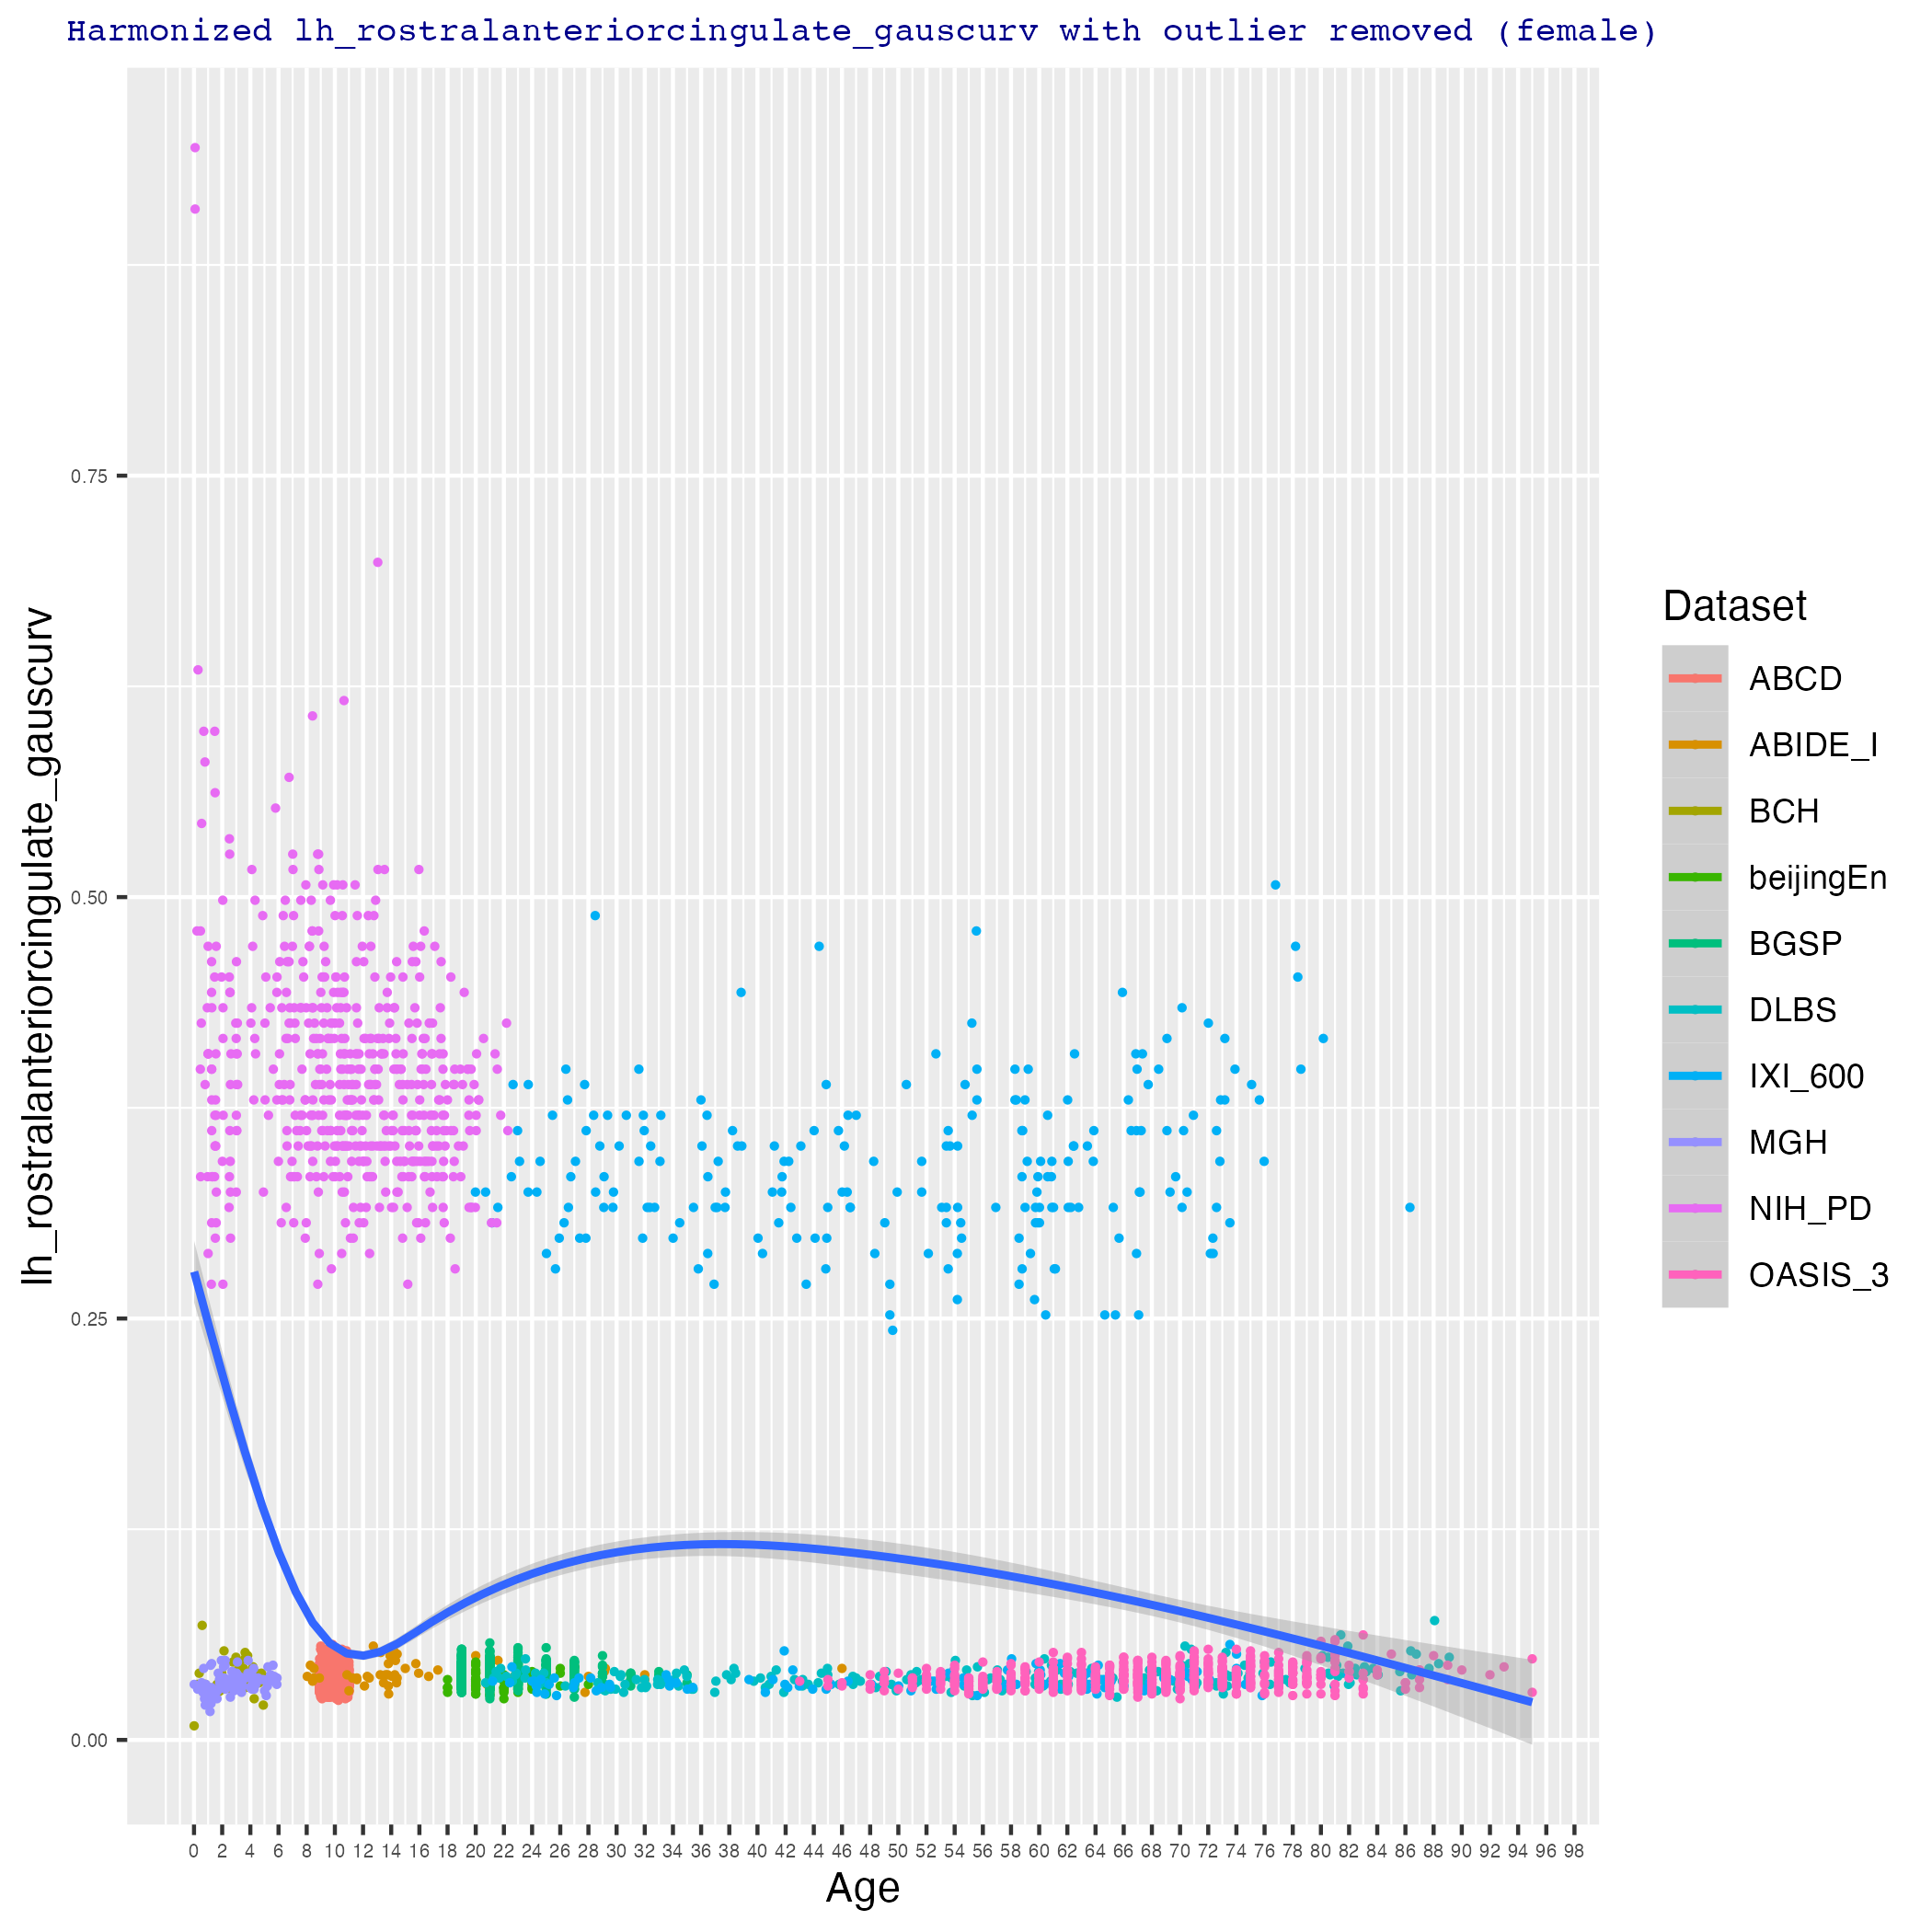 Harmonized lh_rostralanteriorcingulate_gauscurv with outlier removed (female)
lh_rostralanteriorcingulate_gauscurv
0.75
0.50
0.25
0.00
0 2 4 6 8 10 12 14 16 18 20 22 24 26 28 30 32 34 36 38 40 42 44 46 48 50 52 54 56 58 60 62 64 66 68 70 72 74 76 78 80 82 84 86 88 90 92 94 96 98
Age
Dataset
ABCD
ABIDE_I
BCH
beijingEn
BGSP
DLBS
IXI_600
MGH
NIH_PD
OASIS_3